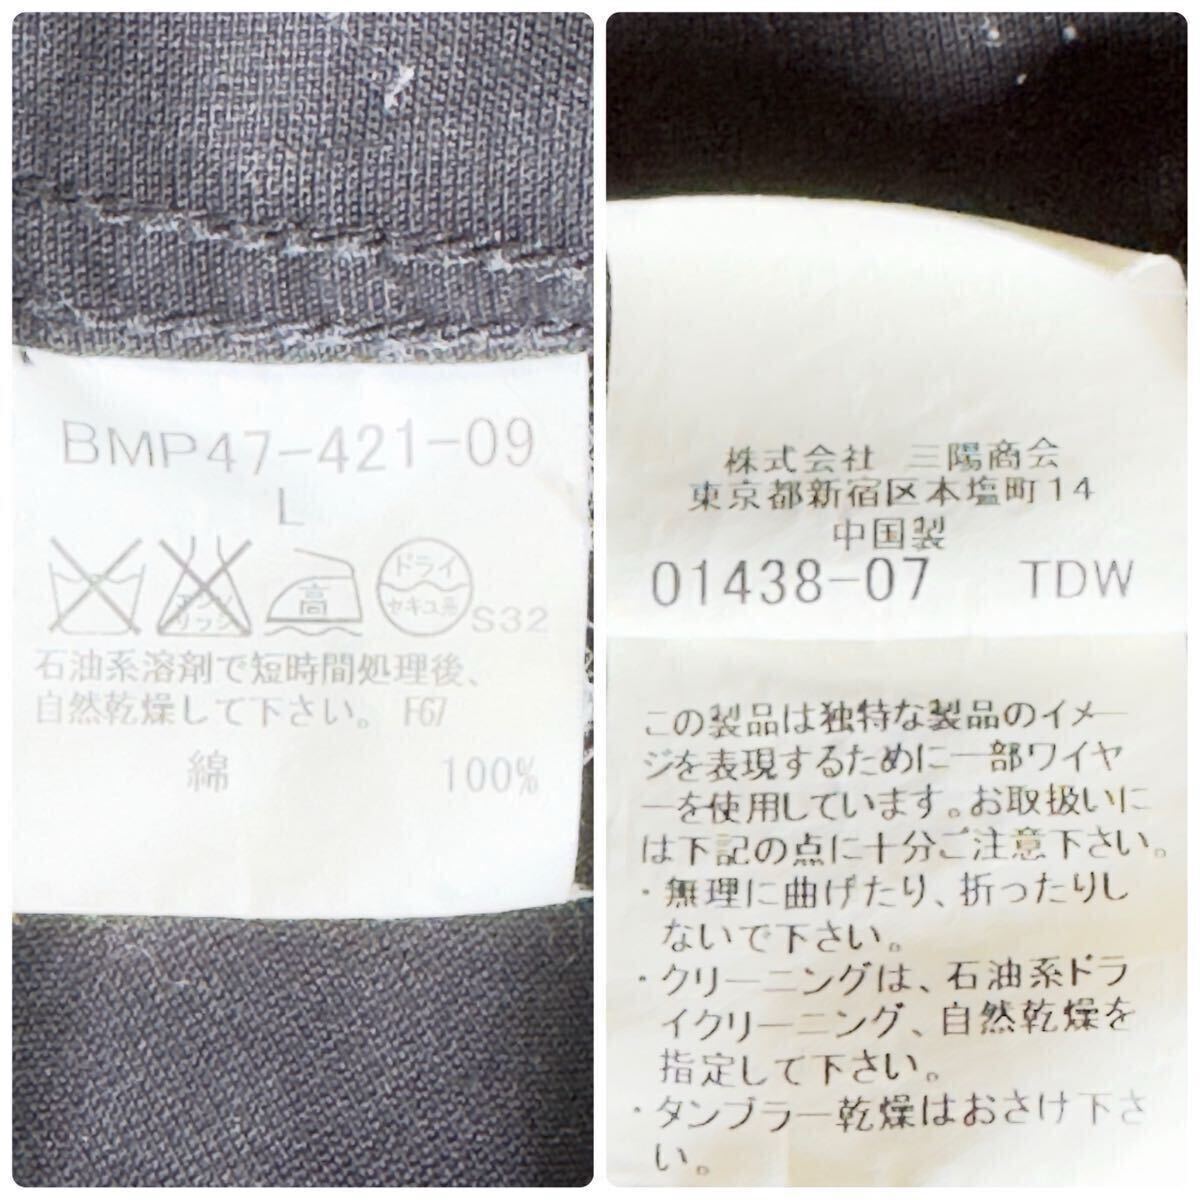 BMP47-421-09
L
エンソ
リッシ
高
ドライ
セキユ系
S32
石油系溶剤で短時間処理後、
自然乾燥して下さい。 F67
綿 100%
株式会社 三陽商会
東京都新宿区本塩町14
中国製
01438-07 TDW
この製品は独特な製品のイメー
ジを表現するために一部ワイヤ
ーを使用しています。お取扱いに
は下記の点に十分ご注意下さい。
・無理に曲げたり、折ったりし
ないで下さい。
・クリーニングは、石油系ドラ
イクリーニング、自然乾燥を
指定して下さい。
・タンブラー乾燥はおさけ下さ
い。